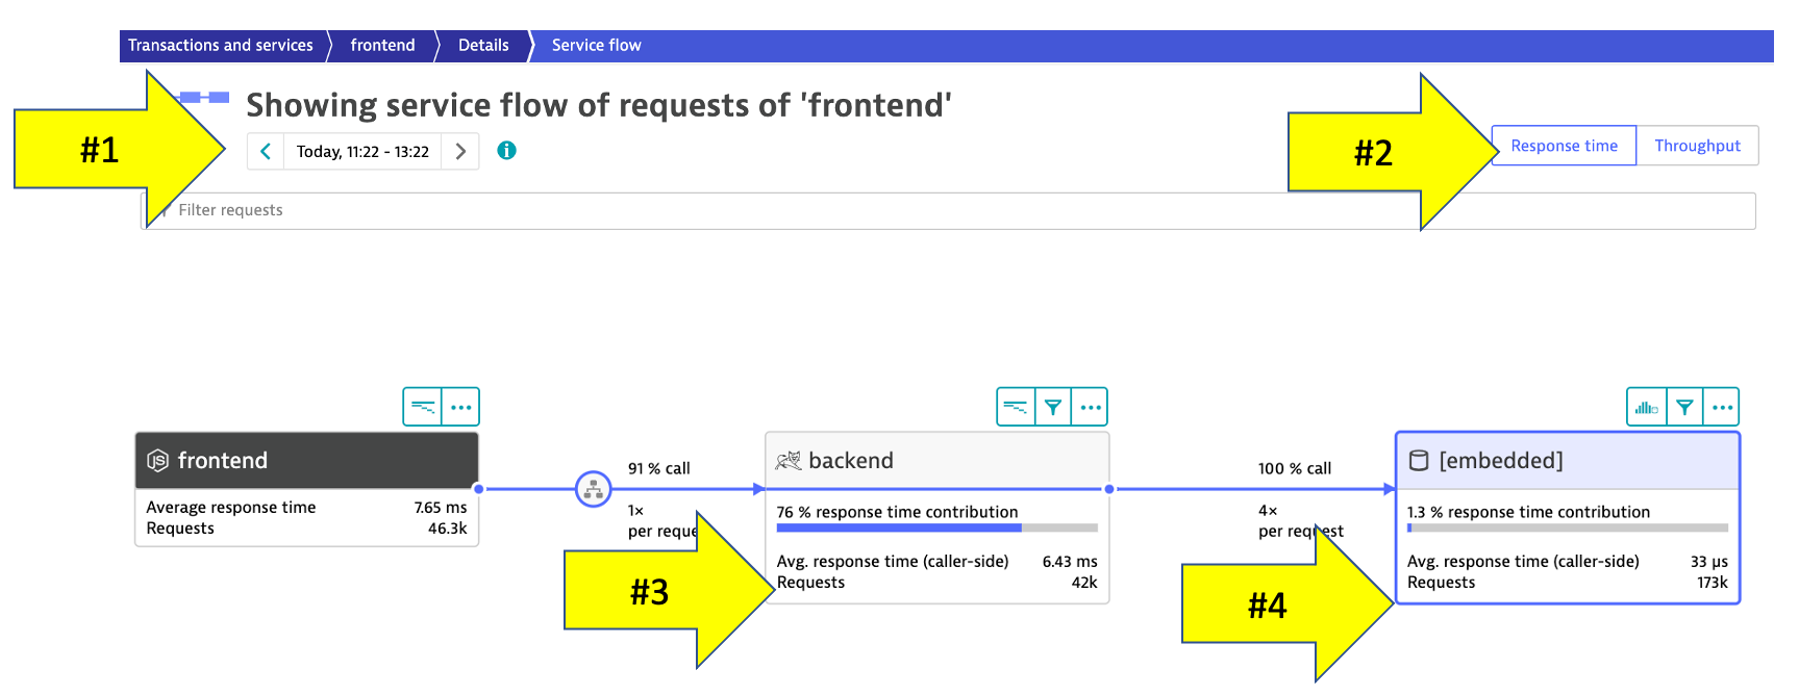 Transactions and services frontend Details Service flow
Showing service flow of requests of 'frontend'
#1
Today, 11:22 - 13:22
#2
Response time Throughput
Filter requests
frontend
Average response time 7.65 ms
Requests 46.3k
91 % call
1×
per reque
backend
76 % response time contribution
Avg. response time (caller-side) 6.43 ms
Requests 42k
#3
100 % call
4×
per request
[embedded]
1.3 % response time contribution
Avg. response time (caller-side) 33 µs
Requests 173k
#4